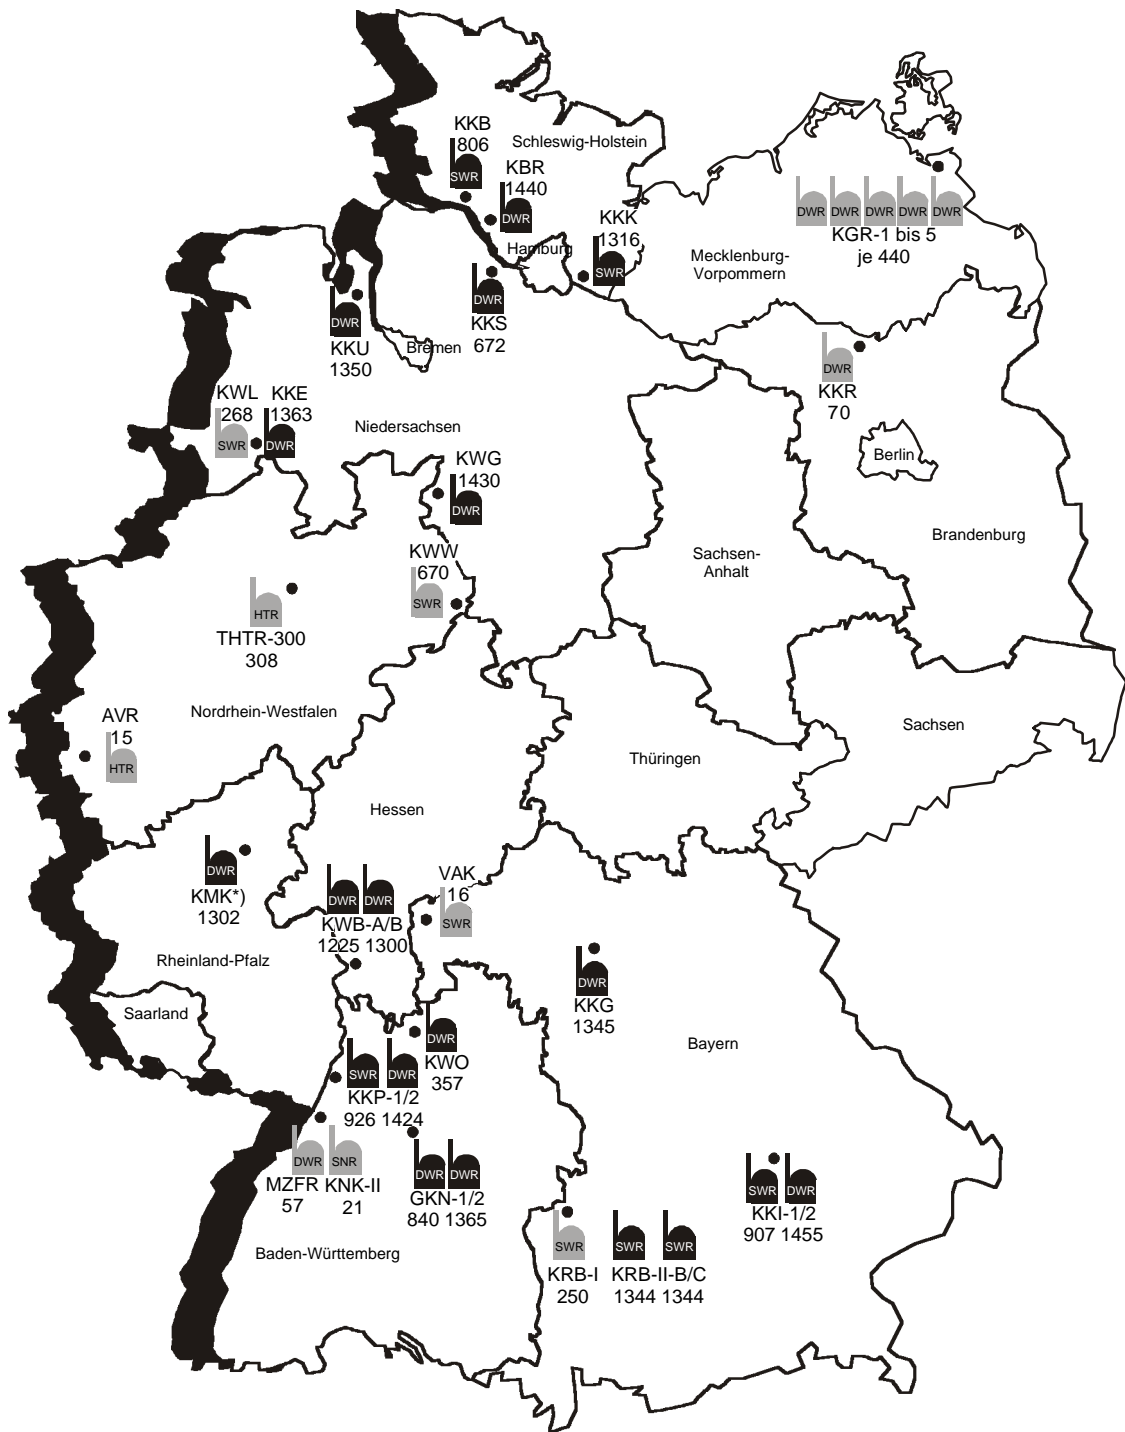 KKB
806
SWR
Schleswig-Holstein
KBR
1440
DWR
KKK
1316
SWR
Hamburg
DWR DWR DWR DWR DWR
KGR-1 bis 5
je 440
Mecklenburg-
Vorpommern
DWR
KKS
672
DWR
KKU
1350
Bremen
DWR
KKR
70
KWL
268
SWR
KKE
1363
DWR
Niedersachsen
Berlin
KWG
1430
DWR
Brandenburg
Sachsen-
Anhalt
KWW
670
SWR
HTR
THTR-300
308
Nordrhein-Westfalen
AVR
15
HTR
Sachsen
Thüringen
Hessen
DWR
KMK*)
1302
DWR DWR
KWB-A/B
1225 1300
VAK
16
SWR
Rheinland-Pfalz
DWR
KKG
1345
Saarland
DWR
KWO
357
Bayern
SWR DWR
KKP-1/2
926 1424
DWR SNR
MZFR KNK-II
57 21
DWR DWR
GKN-1/2
840 1365
SWR DWR
KKI-1/2
907 1455
Baden-Württemberg
SWR
KRB-I
250
SWR SWR
KRB-II-B/C
1344 1344